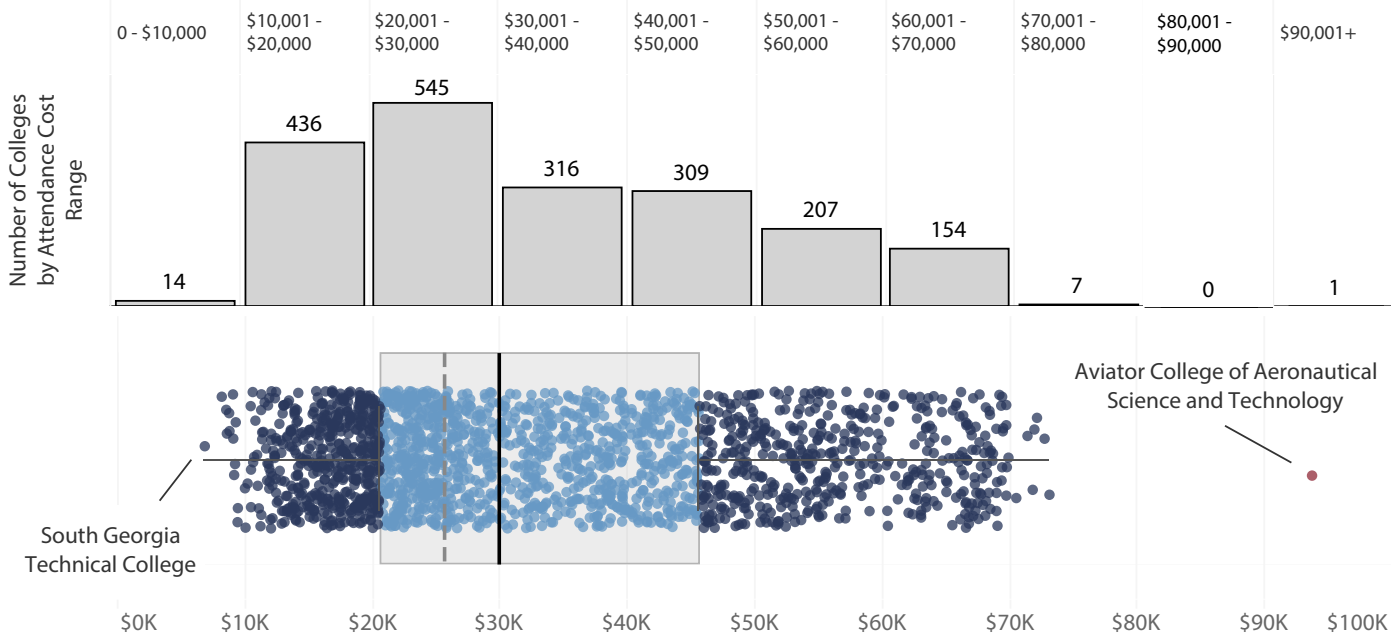 0 - $10,000
$10,001 -
$20,000
$20,001 -
$30,000
$30,001 -
$40,000
$40,001 -
$50,000
$50,001 -
$60,000
$60,001 -
$70,000
$70,001 -
$80,000
$80,001 -
$90,000
$90,001+
Number of Colleges
by Attendance Cost
Range
14
436
545
316
309
207
154
7
0
1
Aviator College of Aeronautical
Science and Technology
South Georgia
Technical College
$0K
$10K
$20K
$30K
$40K
$50K
$60K
$70K
$80K
$90K
$100K